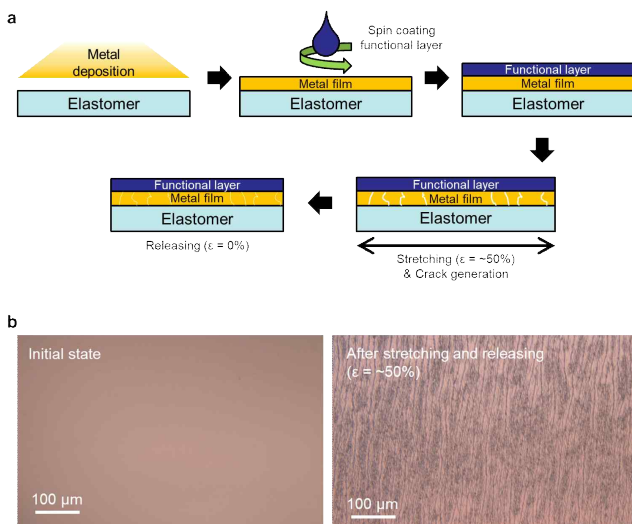 a
Metal
deposition
Elastomer
Spin coating
functional layer
Metal film
Elastomer
Functional layer
Metal film
Elastomer
Functional layer
Metal film
Elastomer
Releasing (ε = 0%)
Functional layer
Metal film
Elastomer
Stretching (ε = ~50%)
& Crack generation
b
Initial state
100 μm
After stretching and releasing
(ε = ~50%)
100 μm